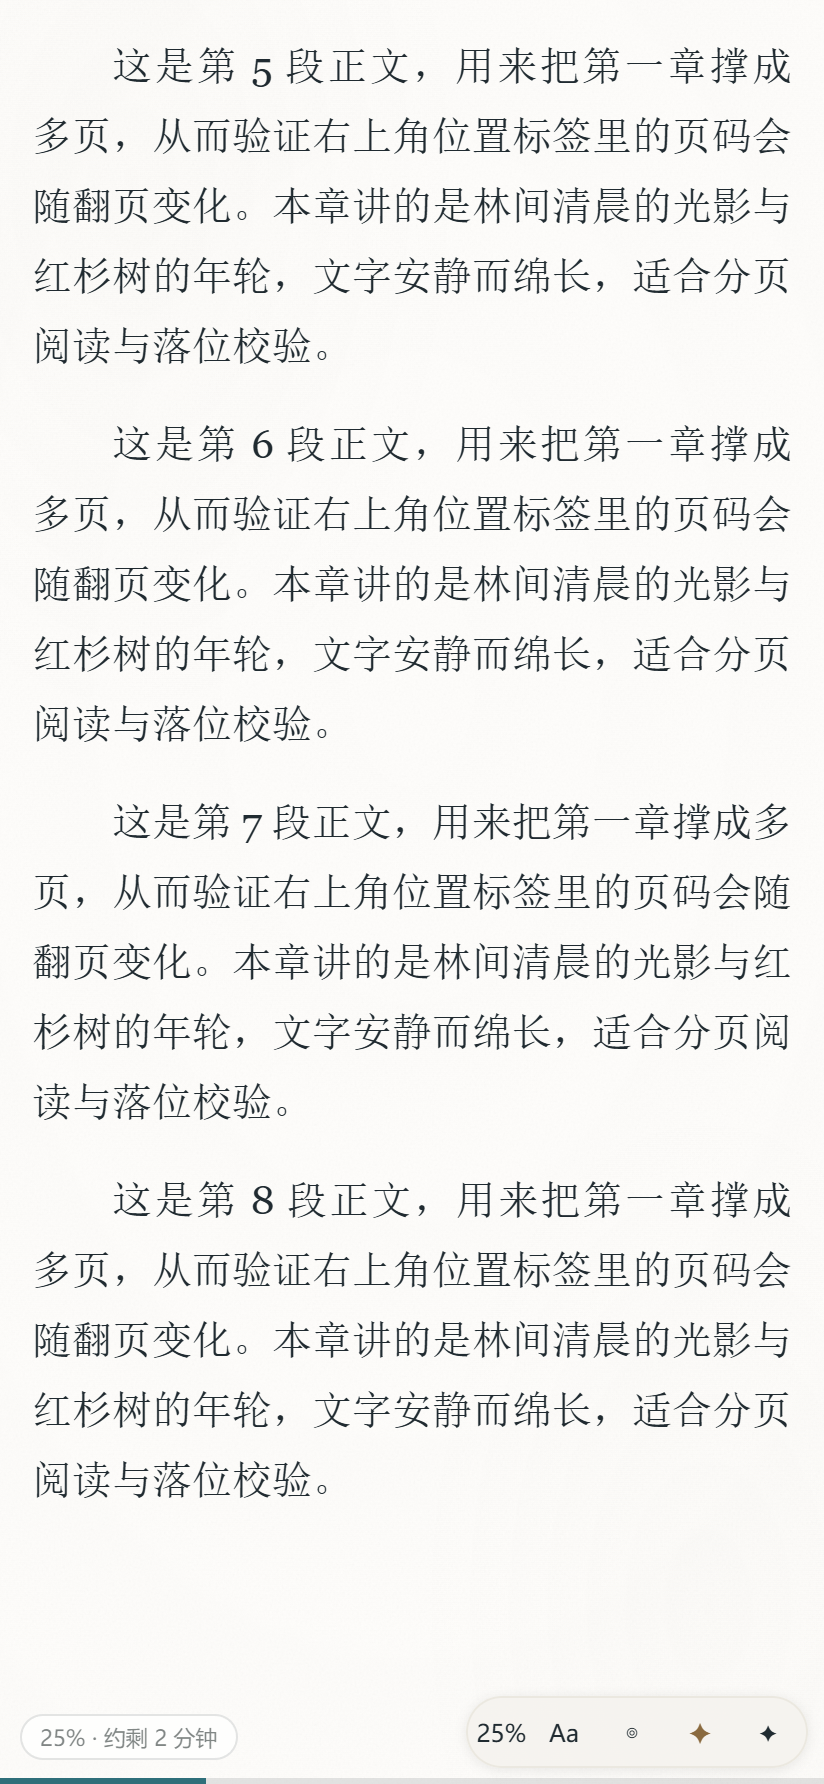 这是第 5 段正文，用来把第一章撑成
多页，从而验证右上角位置标签里的页码会
随翻页变化。本章讲的是林间清晨的光影与
红杉树的年轮，文字安静而绵长，适合分页
阅读与落位校验。
这是第 6 段正文，用来把第一章撑成
多页，从而验证右上角位置标签里的页码会
随翻页变化。本章讲的是林间清晨的光影与
红杉树的年轮，文字安静而绵长，适合分页
阅读与落位校验。
这是第 7 段正文，用来把第一章撑成多
页，从而验证右上角位置标签里的页码会随
翻页变化。本章讲的是林间清晨的光影与红
杉树的年轮，文字安静而绵长，适合分页阅
读与落位校验。
这是第 8 段正文，用来把第一章撑成
多页，从而验证右上角位置标签里的页码会
随翻页变化。本章讲的是林间清晨的光影与
红杉树的年轮，文字安静而绵长，适合分页
阅读与落位校验。
25% · 约剩 2 分钟
25% Aa